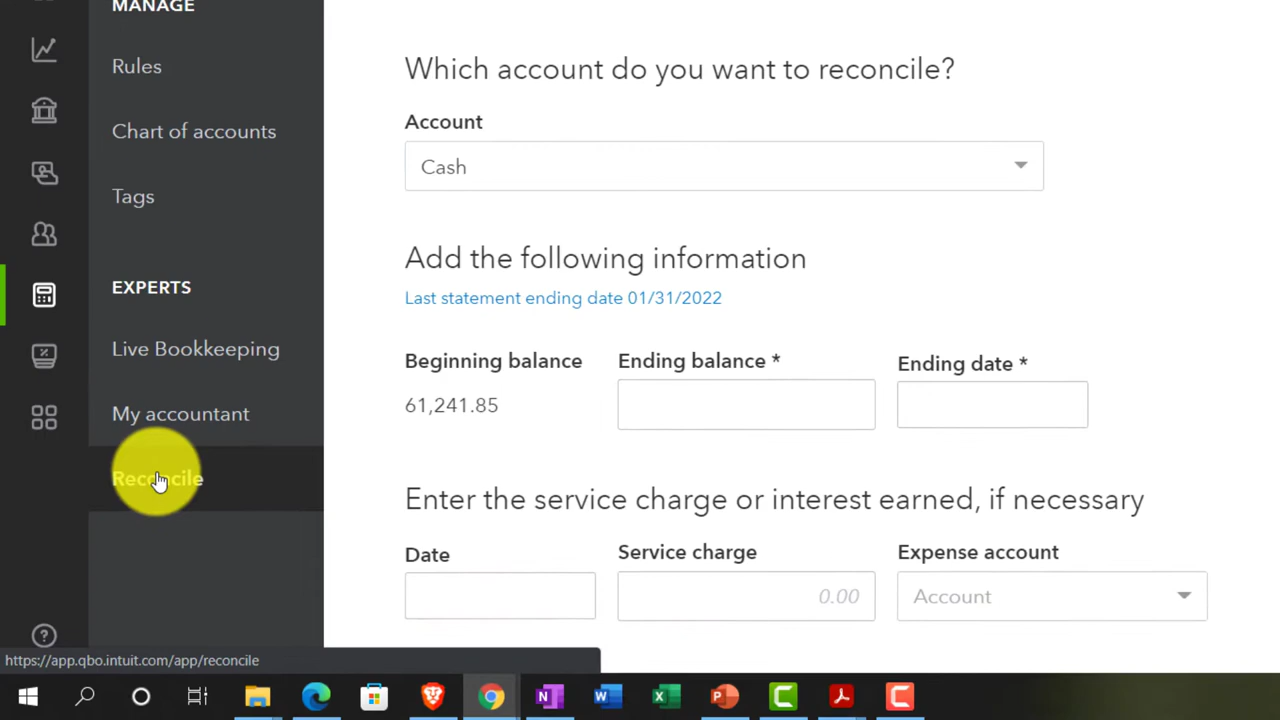 MANAGE
Rules
Chart of accounts
Tags
EXPERTS
Live Bookkeeping
My accountant
Reconcile
Which account do you want to reconcile?
Account
Cash
Add the following information
Last statement ending date 01/31/2022
Beginning balance
Ending balance *
Ending date *
61,241.85
Enter the service charge or interest earned, if necessary
Date
Service charge
Expense account
0.00
Account
https://app.qbo.intuit.com/app/reconcile